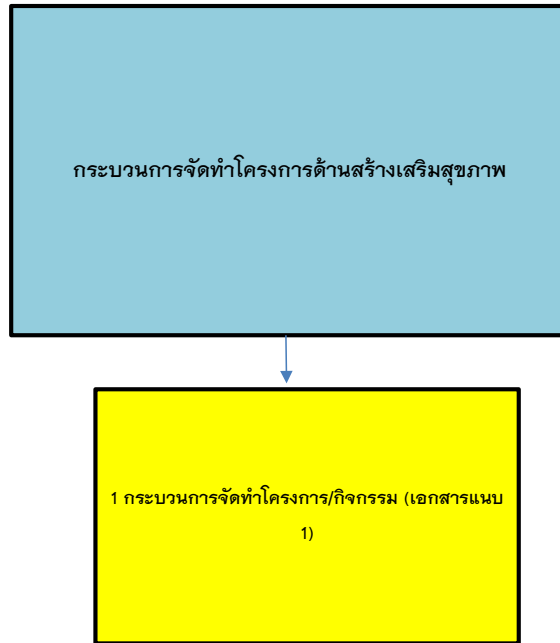 กระบวนการจัดทำโครงการด้านสร้างเสริมสุขภาพ
1 กระบวนการจัดทำโครงการ/กิจกรรม (เอกสารแนบ
1)